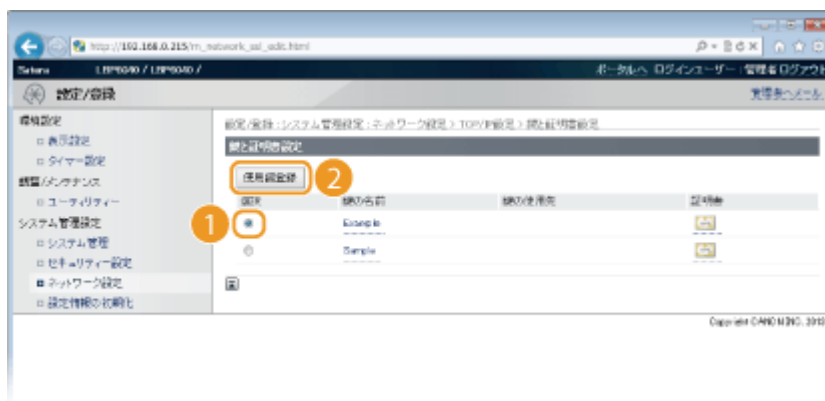 http://192.168.0.215/m_network_ssl_edit.html
Satera LBP6040 / LBP6040 / ポータルへ ログインユーザー: 管理者 ログアウト
設定/登録 管理者へメール
環境設定
表示設定
タイマー設定
調整/メンテナンス
ユーティリティー
システム管理設定
システム管理
セキュリティー設定
ネットワーク設定
設定情報の初期化
設定/登録 : システム管理設定 : ネットワーク設定 > TCP/IP設定 > 鍵と証明書設定
鍵と証明書設定
使用鍵登録 2
選択 鍵の名前 鍵の使用先 証明書
1 Example
Sample
Copyright CANON INC. 2013